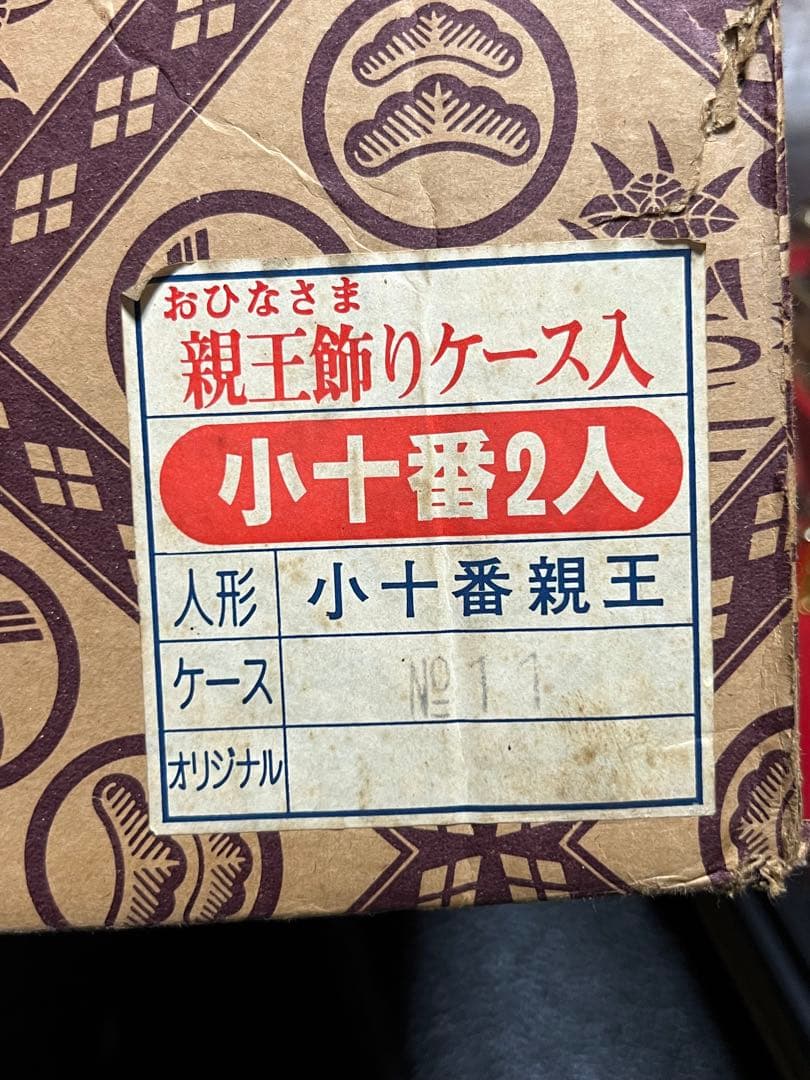 おひなさま
親王飾りケース入
小十番2人
人形 小十番親王
ケース №11
オリジナル